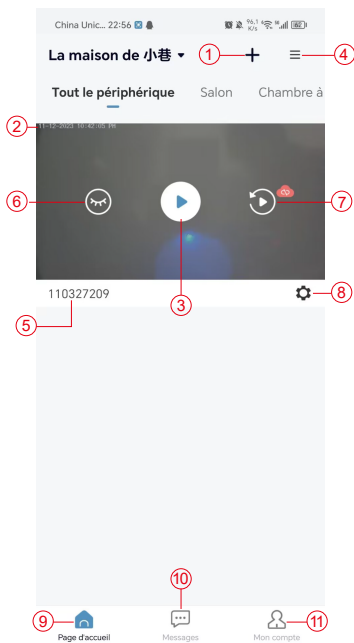 China Unic... 22:56
96,1 K/s
La maison de 小巷
① ④
Tout le périphérique Salon Chambre à
②
11-12-2023 10:42:05 PM
⑥ ⑦
③
110327209
⑧
⑤
⑩
⑨ ⑪
Page d'accueil Messages Mon compte